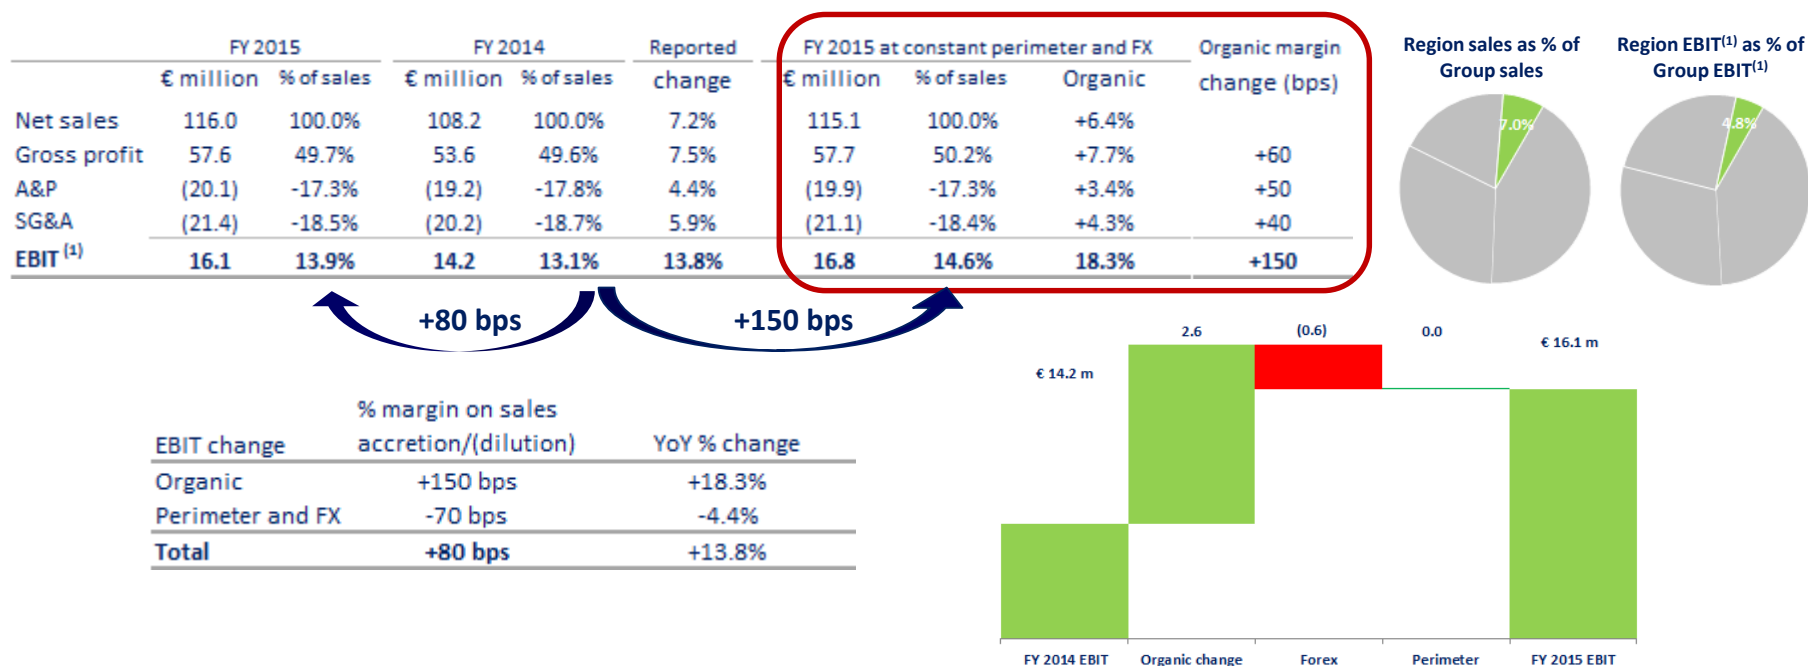 FY 2015 FY 2014 Reported FY 2015 at constant perimeter and FX Organic margin
€ million % of sales € million % of sales change € million % of sales Organic change (bps)
Net sales 116.0 100.0% 108.2 100.0% 7.2% 115.1 100.0% +6.4%
Gross profit 57.6 49.7% 53.6 49.6% 7.5% 57.7 50.2% +7.7% +60
A&P (20.1) -17.3% (19.2) -17.8% 4.4% (19.9) -17.3% +3.4% +50
SG&A (21.4) -18.5% (20.2) -18.7% 5.9% (21.1) -18.4% +4.3% +40
EBIT (1) 16.1 13.9% 14.2 13.1% 13.8% 16.8 14.6% 18.3% +150
+80 bps +150 bps
Region sales as % of
Group sales
7.0%
Region EBIT(1) as % of
Group EBIT(1)
4.8%
% margin on sales
EBIT change accretion/(dilution) YoY % change
Organic +150 bps +18.3%
Perimeter and FX -70 bps -4.4%
Total +80 bps +13.8%
€ 14.2 m 2.6 (0.6) 0.0 € 16.1 m
FY 2014 EBIT Organic change Forex Perimeter FY 2015 EBIT